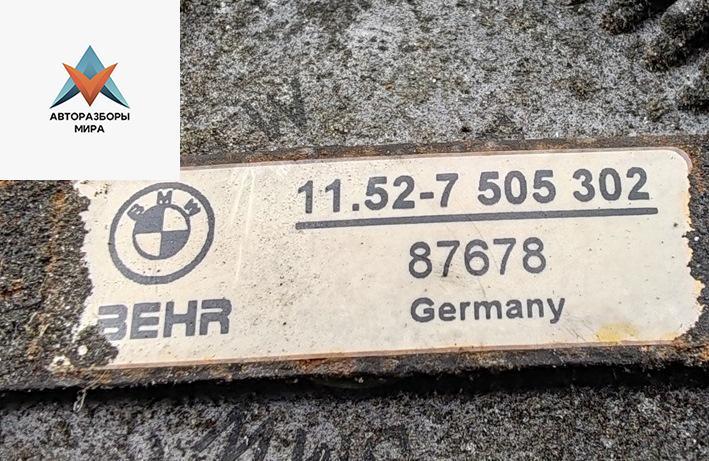 АВТОРАЗБОРЫ
МИРА
BMW
11.52-7 505 302
87678
BEHR
Germany